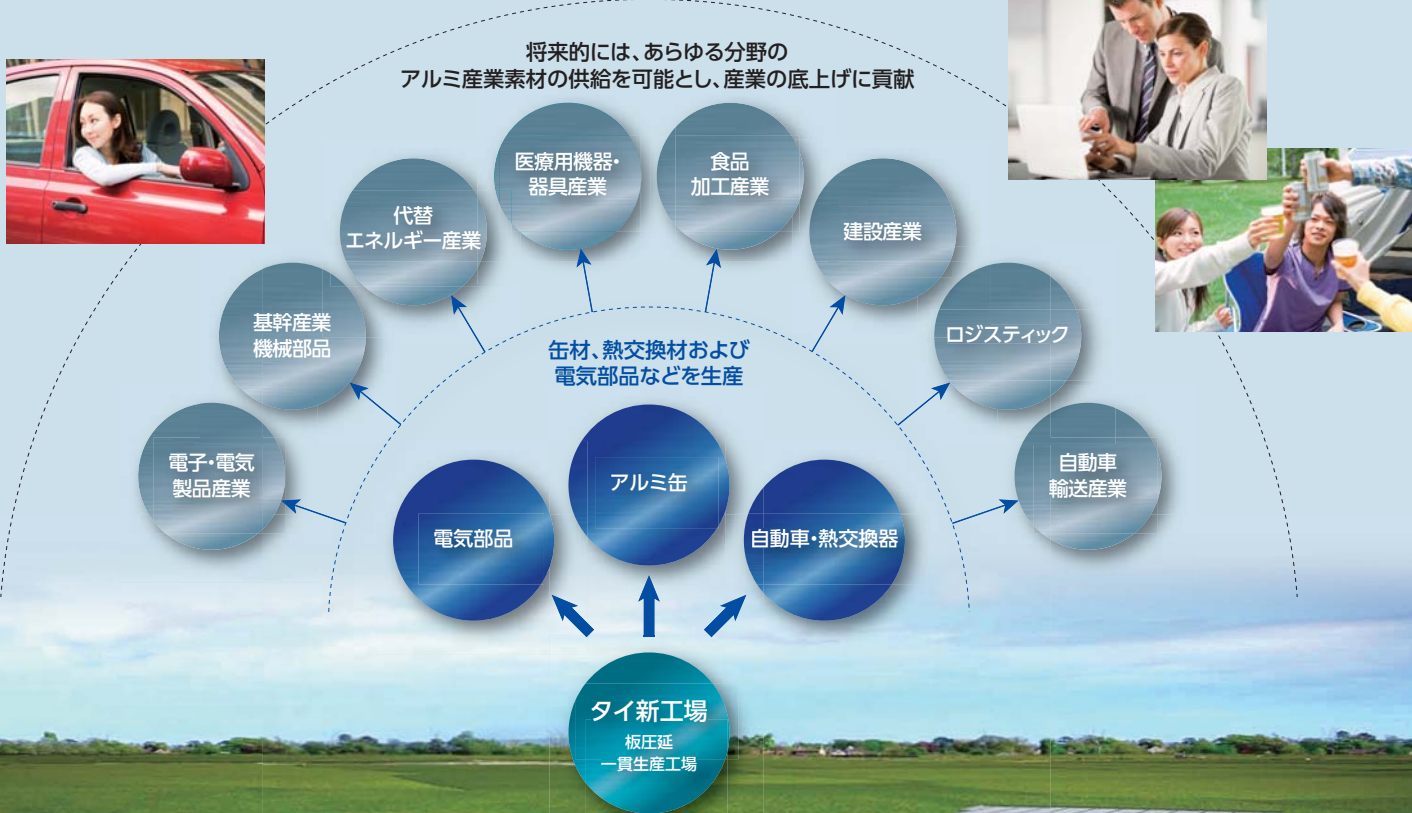 将来的には、あらゆる分野の
アルミ産業素材の供給を可能とし、産業の底上げに貢献
医療用機器・
器具産業
食品
加工産業
代替
エネルギー産業
建設産業
基幹産業
機械部品
ロジスティック
缶材、熱交換材および
電気部品などを生産
電子・電気
製品産業
自動車
輸送産業
電気部品
アルミ缶
自動車・熱交換器
タイ新工場
板圧延
一貫生産工場